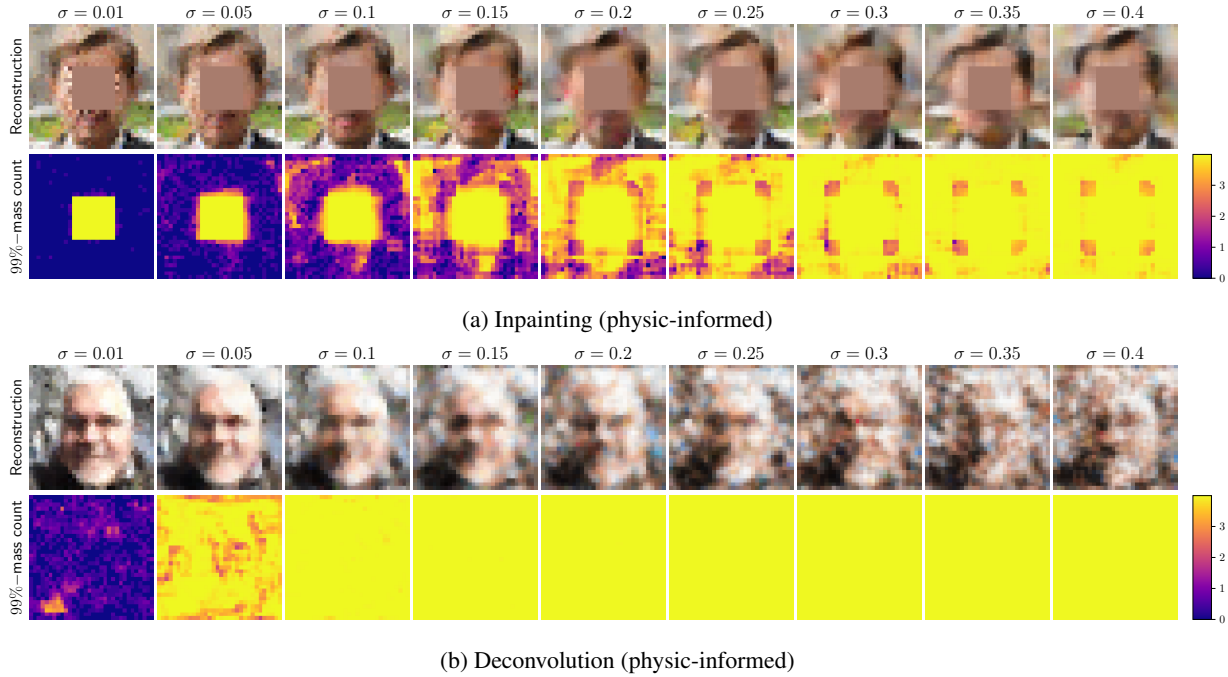 σ = 0.01 σ = 0.05 σ = 0.1 σ = 0.15 σ = 0.2 σ = 0.25 σ = 0.3 σ = 0.35 σ = 0.4
Reconstruction
99%−mass count
3
2
1
0
(a) Inpainting (physic-informed)
σ = 0.01 σ = 0.05 σ = 0.1 σ = 0.15 σ = 0.2 σ = 0.25 σ = 0.3 σ = 0.35 σ = 0.4
Reconstruction
99%−mass count
3
2
1
0
(b) Deconvolution (physic-informed)